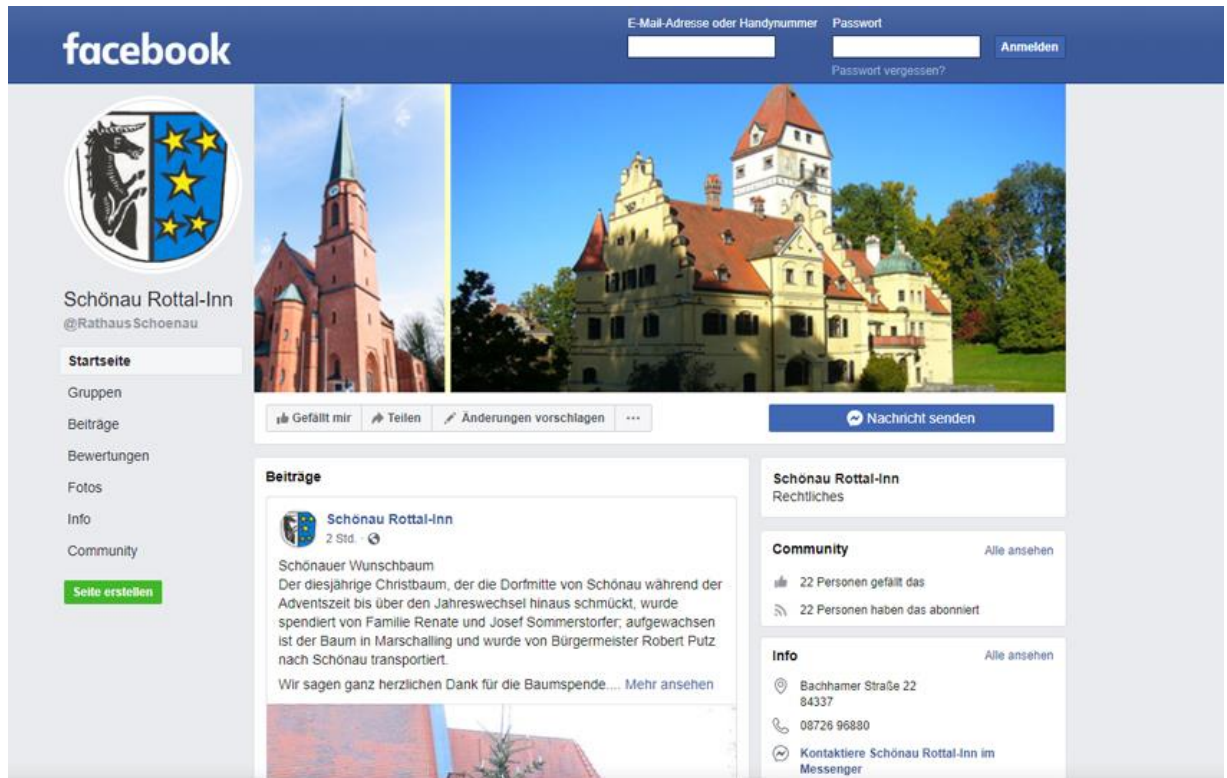 facebook
E-Mail-Adresse oder Handynummer
Passwort
Anmelden
Passwort vergessen?
Schönau Rottal-Inn
@RathausSchoenau
Startseite
Gruppen
Beiträge
Bewertungen
Fotos
Info
Community
Seite erstellen
Gefällt mir
Teilen
Änderungen vorschlagen
...
Nachricht senden
Beiträge
Schönau Rottal-Inn
2 Std. ·
Schönauer Wunschbaum
Der diesjährige Christbaum, der die Dorfmitte von Schönau während der
Adventszeit bis über den Jahreswechsel hinaus schmückt, wurde
spendiert von Familie Renate und Josef Sommerstorfer; aufgewachsen
ist der Baum in Marschalling und wurde von Bürgermeister Robert Putz
nach Schönau transportiert.
Wir sagen ganz herzlichen Dank für die Baumspende.... Mehr ansehen
Schönau Rottal-Inn
Rechtliches
Community
Alle ansehen
22 Personen gefällt das
22 Personen haben das abonniert
Info
Alle ansehen
Bachhamer Straße 22
84337
08726 96880
Kontaktiere Schönau Rottal-Inn im
Messenger